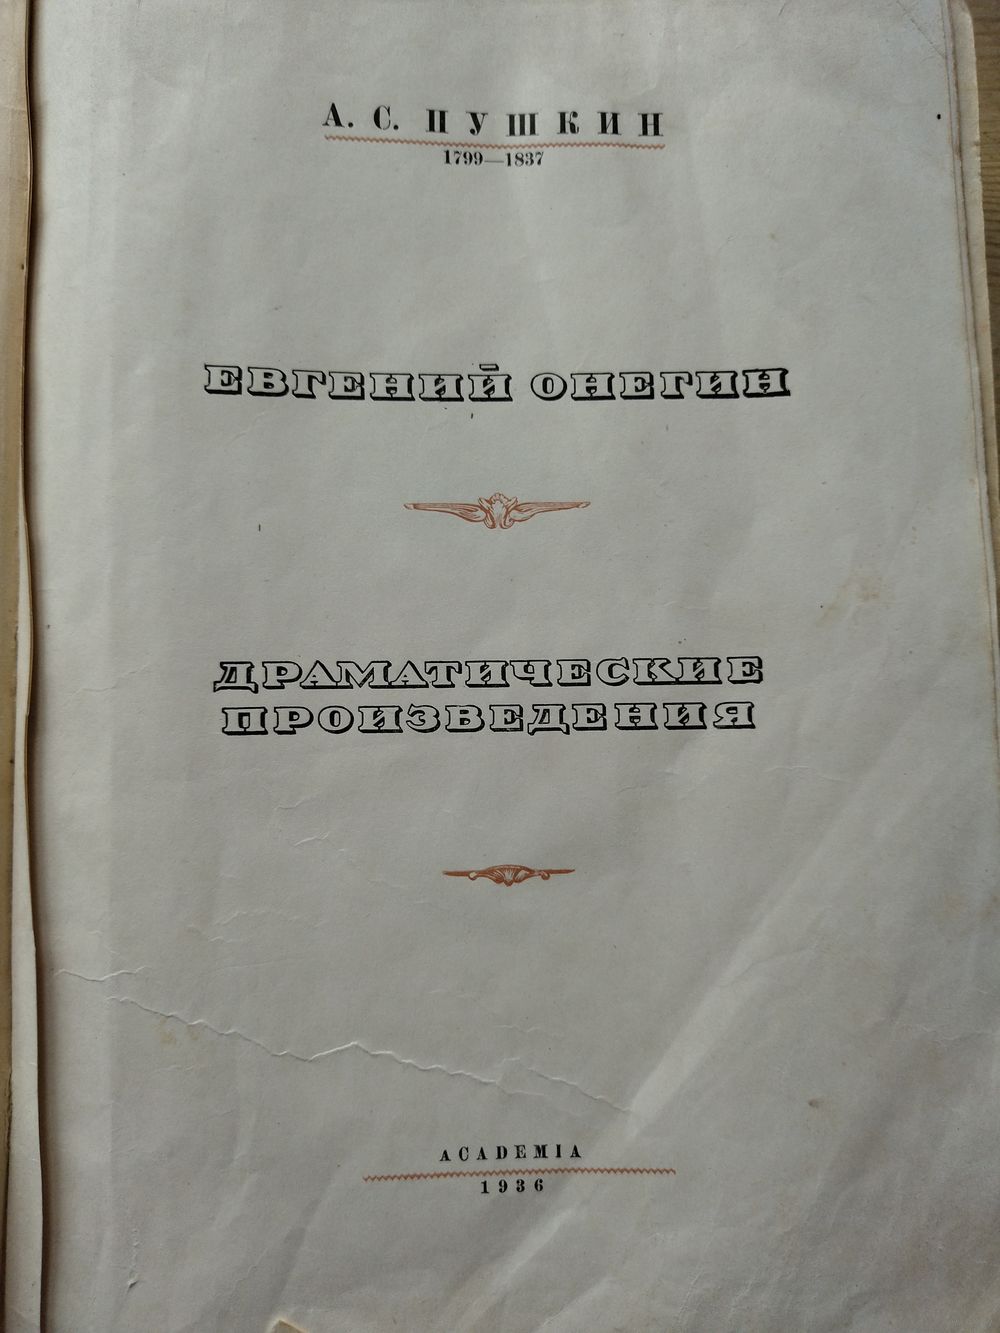 А. С. ПУШКИН
1799—1837
ЕВГЕНИЙ ОНЕГИН
ДРАМАТИЧЕСКИЕ
ПРОИЗВЕДЕНИЯ
ACADEMIA
1936